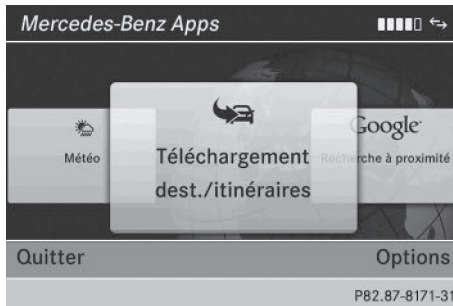 Mercedes-Benz Apps
Météo
Téléchargement
dest./itinéraires
Google
Recherche à proximité
Quitter
Options
P82.87-8171-31